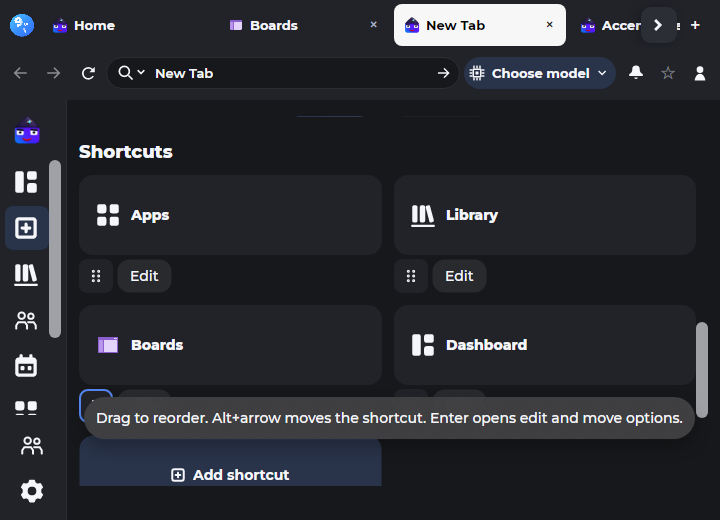 Home
Boards
New Tab
New Tab
Choose model
Shortcuts
Apps
Library
Edit
Edit
Boards
Dashboard
Drag to reorder. Alt+arrow moves the shortcut. Enter opens edit and move options.
Add shortcut